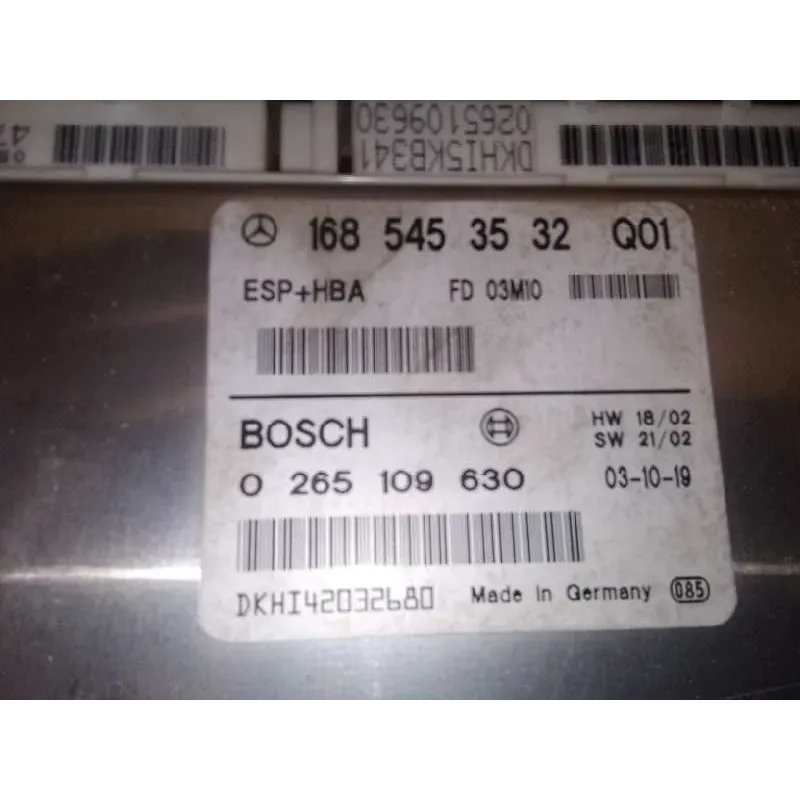 0265109630
DKHI5KB341
168 545 35 32 Q01
ESP+HBA FD 03M10
BOSCH HW 18/02
SW 21/02
0 265 109 630 03-10-19
DKHI42032680 Made in Germany 085